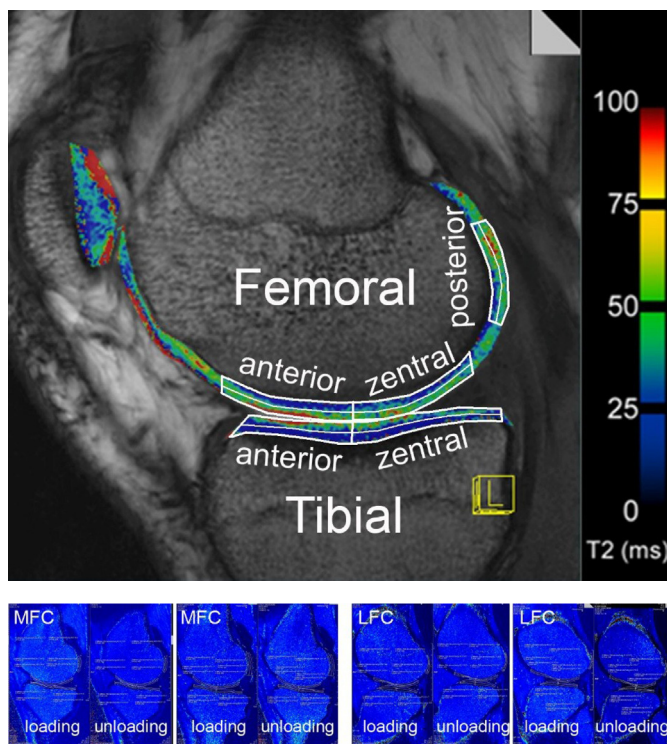 100
75
50
25
0
T2 (ms)
Femoral
posterior
anterior
zentral
anterior
zentral
Tibial
L
MFC
MFC
LFC
LFC
loading
unloading
loading
unloading
loading
unloading
loading
unloading